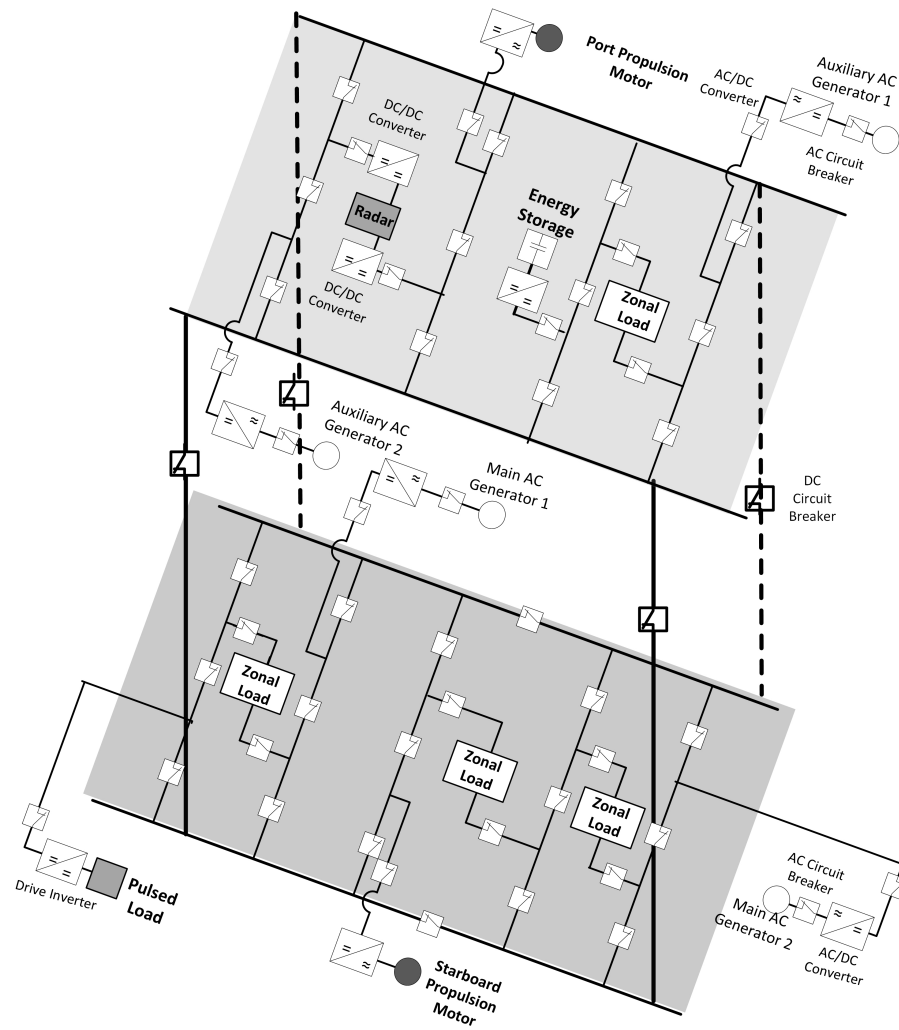 Port Propulsion
Motor
AC/DC
Converter
Auxiliary AC
Generator 1
AC Circuit
Breaker
DC/DC
Converter
Radar
DC/DC
Converter
Energy
Storage
Zonal
Load
Auxiliary AC
Generator 2
Main AC
Generator 1
DC
Circuit
Breaker
Zonal
Load
Zonal
Load
Zonal
Load
Drive Inverter
Pulsed
Load
Starboard
Propulsion
Motor
AC Circuit
Breaker
Main AC
Generator 2
AC/DC
Converter